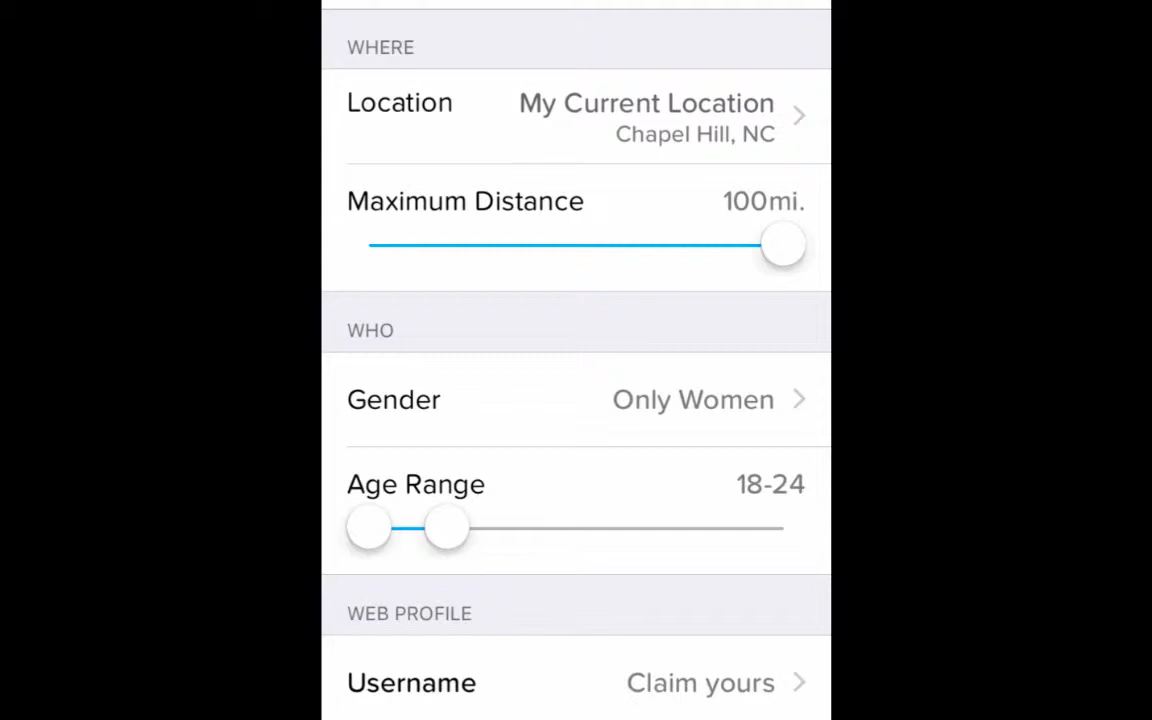 WHERE
Location My Current Location
Chapel Hill, NC
Maximum Distance 100mi.
WHO
Gender Only Women
Age Range 18-24
WEB PROFILE
Username Claim yours